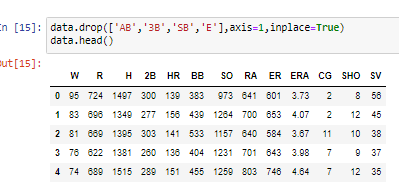 In [15]: data.drop(['AB','3B','SB','E'],axis=1,inplace=True)
data.head()
Out[15]:
W R H 2B HR BB SO RA ER ERA CG SHO SV
0 95 724 1497 300 139 383 973 641 601 3.73 2 8 56
1 83 696 1349 277 156 439 1264 700 653 4.07 2 12 45
2 81 669 1395 303 141 533 1157 640 584 3.67 11 10 38
3 76 622 1381 260 136 404 1231 701 643 3.98 7 9 37
4 74 689 1515 289 151 455 1259 803 746 4.64 7 12 35